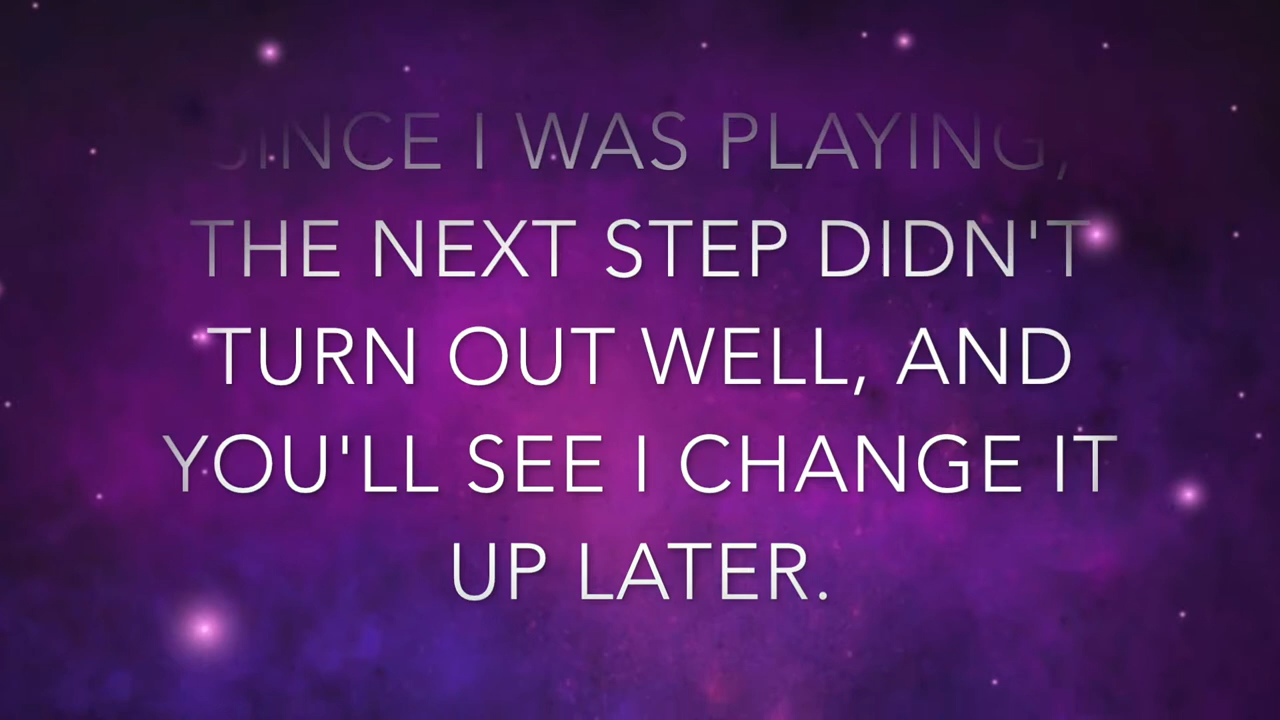 SINCE I WAS PLAYING,
THE NEXT STEP DIDN'T
TURN OUT WELL, AND
YOU'LL SEE I CHANGE IT
UP LATER.